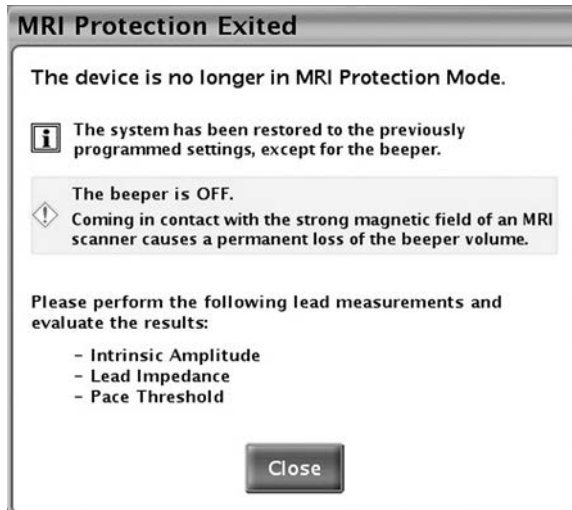 MRI Protection Exited
The device is no longer in MRI Protection Mode.
The system has been restored to the previously
programmed settings, except for the beeper.
The beeper is OFF.
Coming in contact with the strong magnetic field of an MRI
scanner causes a permanent loss of the beeper volume.
Please perform the following lead measurements and
evaluate the results:
– Intrinsic Amplitude
– Lead Impedance
– Pace Threshold
Close